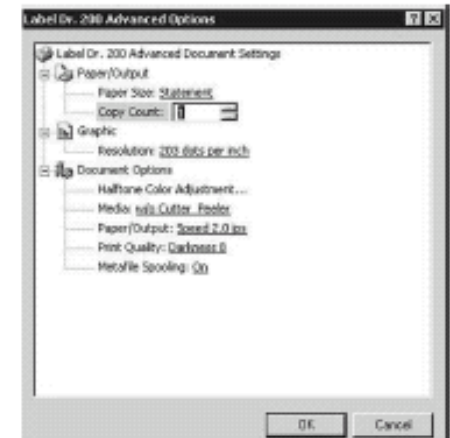 Label Dr. 200 Advanced Options
Label Dr. 200 Advanced Document Settings
Paper/Output
Paper Size: Statement
Copy Count: 1
Graphic
Resolution: 203 dots per inch
Document Options
Halftone Color Adjustment...
Media: w/o Cutter, Peeler
Paper/Output: Speed 2.0 ips
Print Quality: Darkness 8
Metafile Spooling: On
OK Cancel